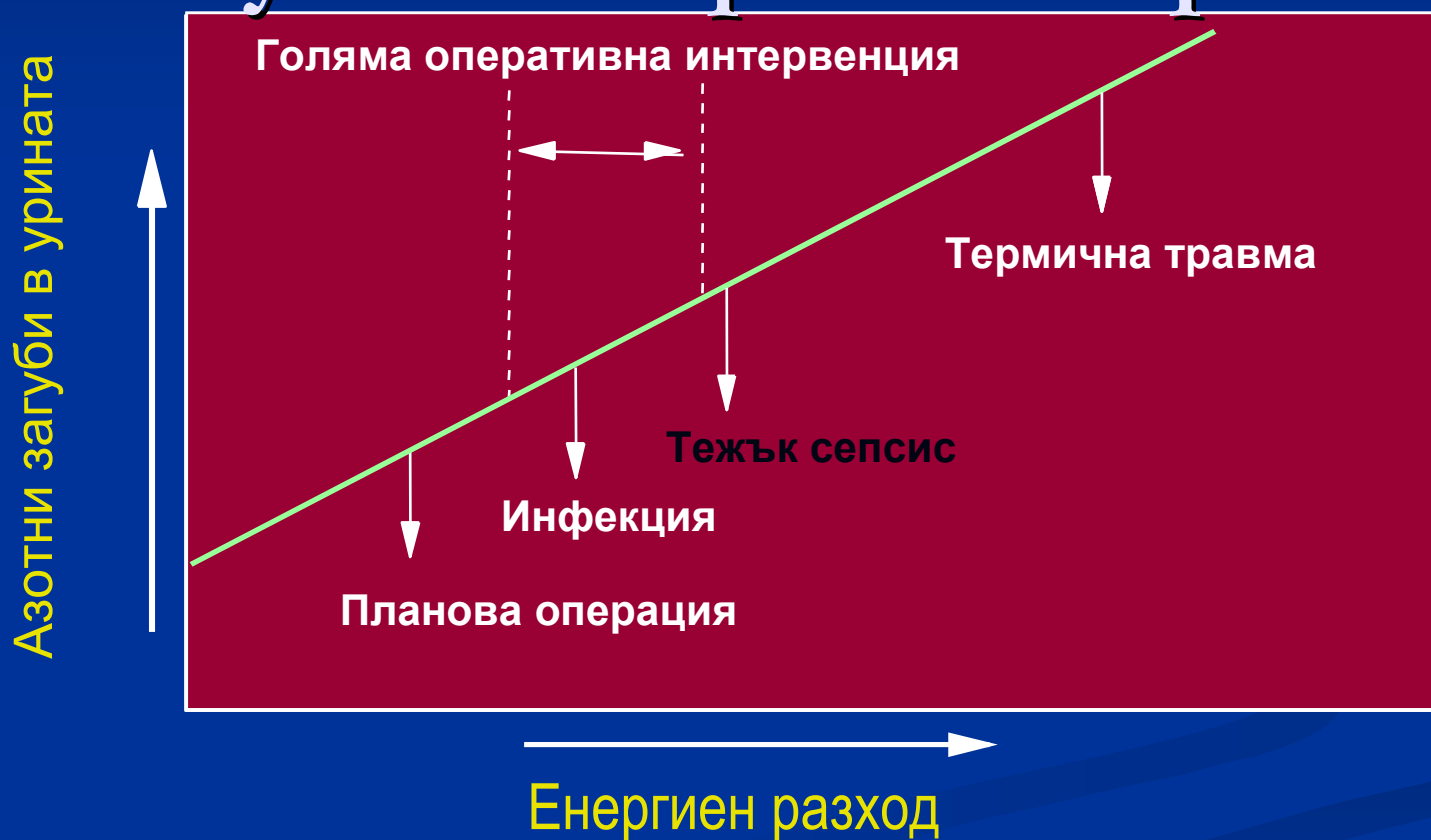 Голяма оперативна интервенция
Азотни загуби в урината
Термична травма
Тежък сепсис
Инфекция
Планова операция
Енергиен разход